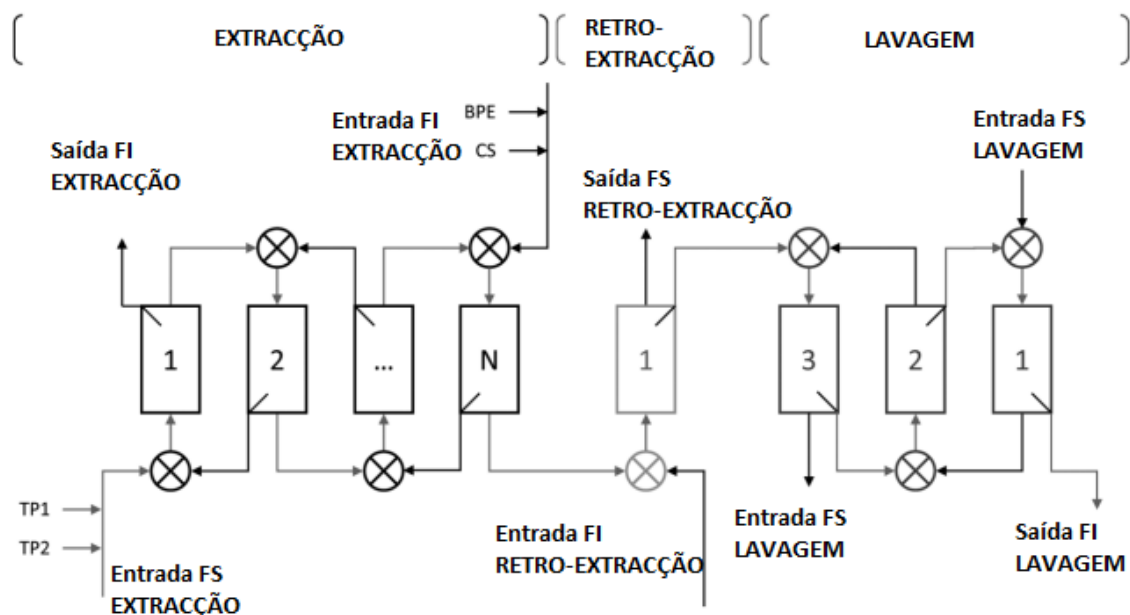 EXTRACÇÃO
RETRO-
EXTRACÇÃO
LAVAGEM
BPE
CS
Entrada FI
EXTRACÇÃO
Saída FI
EXTRACÇÃO
Saída FS
RETRO-EXTRACÇÃO
Entrada FS
LAVAGEM
1
2
...
N
1
3
2
1
TP1
TP2
Entrada FS
EXTRACÇÃO
Entrada FI
RETRO-EXTRACÇÃO
Entrada FS
LAVAGEM
Saída FI
LAVAGEM